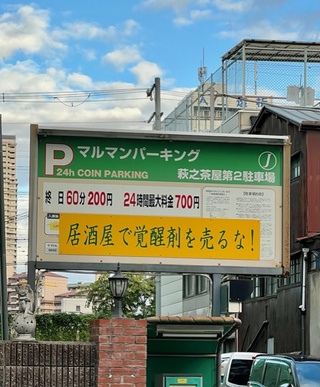 P マルマンパーキング
24h COIN PARKING
萩之茶屋第2駐車場
1
終日60分200円 24時間最大料金700円
居酒屋で覚醒剤を売るな!